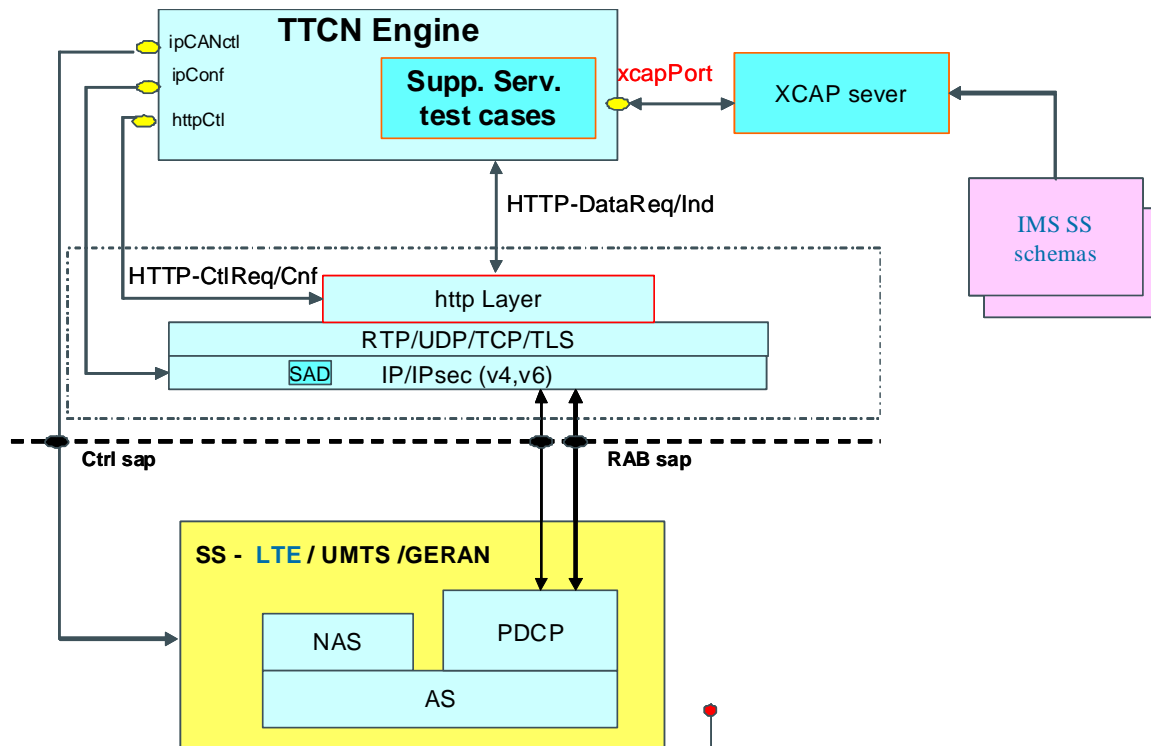 TTCN Engine
ipCANctl
ipConf
httpCtl
Supp. Serv.
test cases
xcapPort
XCAP sever
HTTP-DataReq/Ind
IMS SS
schemas
HTTP-CtlReq/Cnf
http Layer
RTP/UDP/TCP/TLS
SAD
IP/IPsec (v4,v6)
Ctrl sap
RAB sap
SS - LTE / UMTS /GERAN
NAS
PDCP
AS